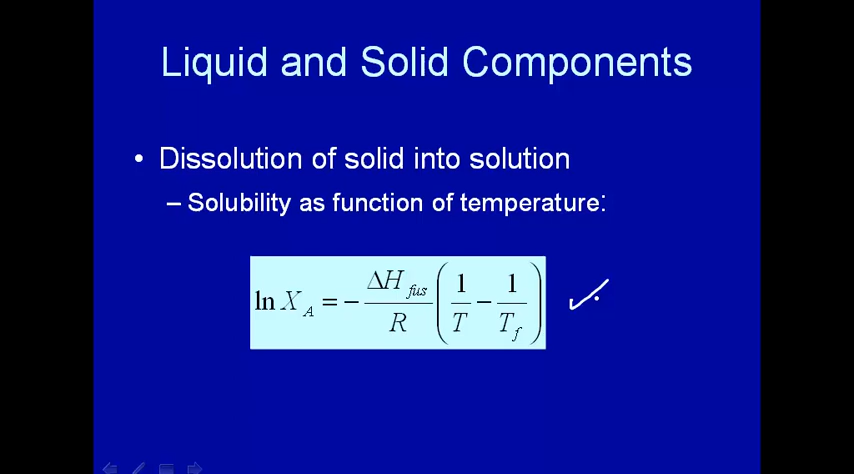 Liquid and Solid Components
• Dissolution of solid into solution
– Solubility as function of temperature:
ln X_A = − ΔH_fus / R ( 1 / T − 1 / T_f )